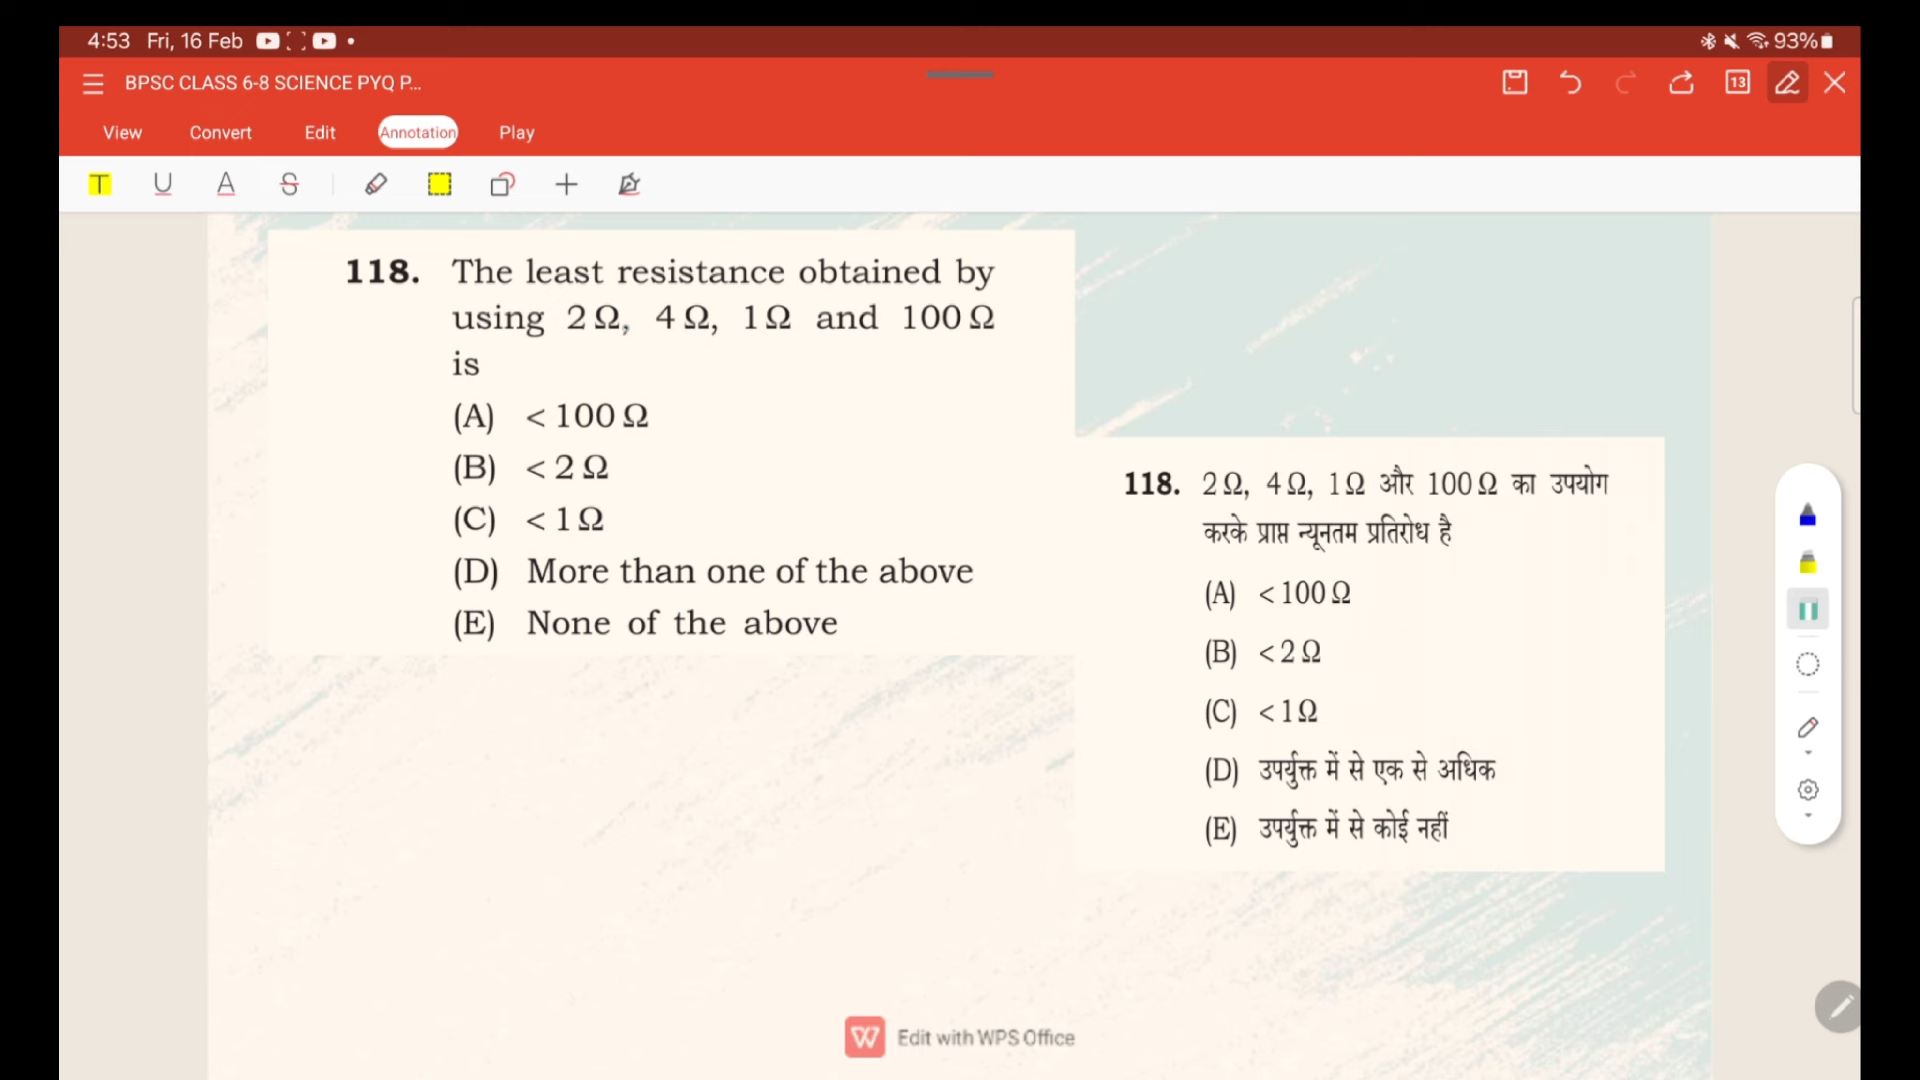 4:53 Fri, 16 Feb
93%
BPSC CLASS 6-8 SCIENCE PYQ P...
13
View Convert Edit Annotation Play
T U A S
118. The least resistance obtained by
using 2 Ω, 4 Ω, 1 Ω and 100 Ω
is
(A) < 100 Ω
(B) < 2 Ω
(C) < 1 Ω
(D) More than one of the above
(E) None of the above
118. 2 Ω, 4 Ω, 1 Ω और 100 Ω का उपयोग
करके प्राप्त न्यूनतम प्रतिरोध है
(A) < 100 Ω
(B) < 2 Ω
(C) < 1 Ω
(D) उपर्युक्त में से एक से अधिक
(E) उपर्युक्त में से कोई नहीं
W Edit with WPS Office